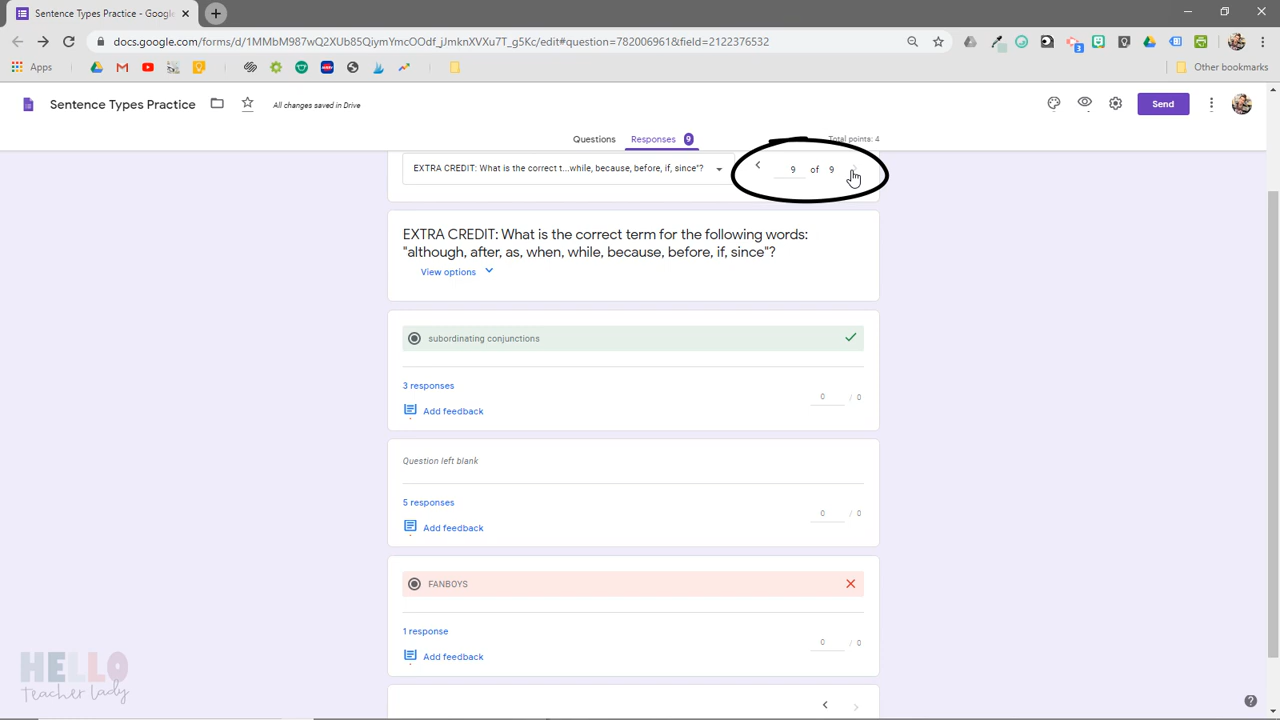 Sentence Types Practice - Google
docs.google.com/forms/d/1MMbM987wQ2XUb85QiymYmcOOdf_jJmknXVXu7T_g5Kc/edit#question=782006961&field=2122376532
3
Apps
Other bookmarks
Sentence Types Practice
All changes saved in Drive
Send
Questions
Responses 9
Total points: 4
EXTRA CREDIT: What is the correct t...while, because, before, if, since"?
9 of 9
EXTRA CREDIT: What is the correct term for the following words:
"although, after, as, when, while, because, before, if, since"?
View options
subordinating conjunctions
3 responses
0 / 0
Add feedback
Question left blank
5 responses
0 / 0
Add feedback
FANBOYS
1 response
0 / 0
Add feedback
HELLO
teacher lady